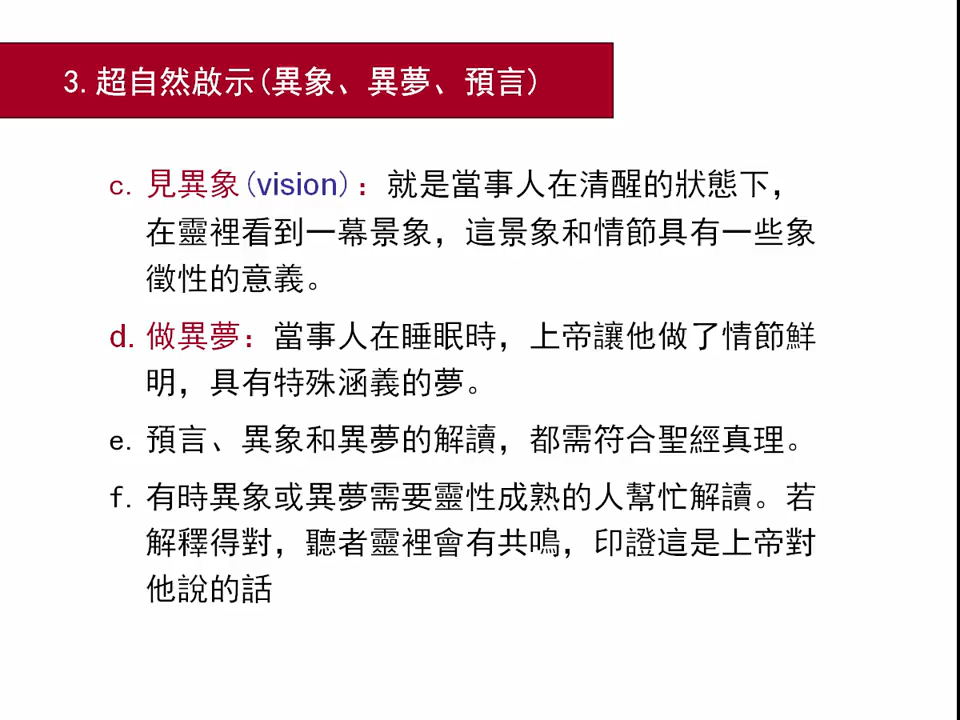 3.超自然啟示(異象、異夢、預言)
c. 見異象(vision)：就是當事人在清醒的狀態下，
在靈裡看到一幕景象，這景象和情節具有一些象
徵性的意義。
d. 做異夢：當事人在睡眠時，上帝讓他做了情節鮮
明，具有特殊涵義的夢。
e. 預言、異象和異夢的解讀，都需符合聖經真理。
f. 有時異象或異夢需要靈性成熟的人幫忙解讀。若
解釋得對，聽者靈裡會有共鳴，印證這是上帝對
他說的話